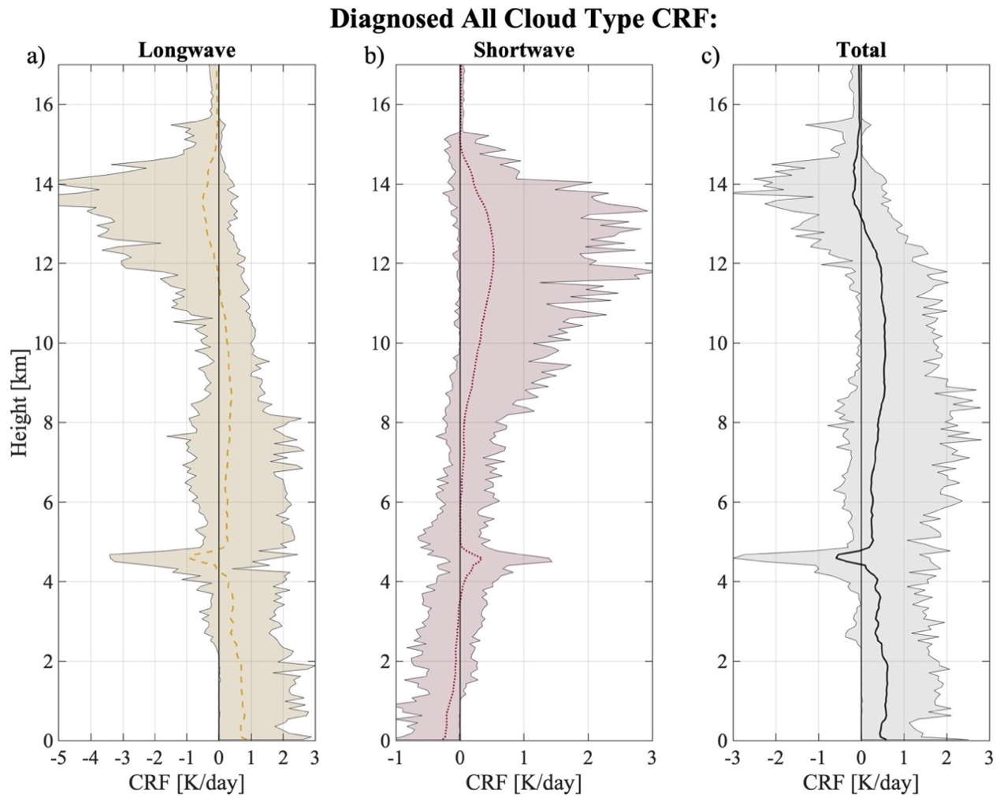 Diagnosed All Cloud Type CRF:
a) Longwave
b) Shortwave
c) Total
Height [km]
16
14
12
10
8
6
4
2
0
-5 -4 -3 -2 -1 0 1 2 3
CRF [K/day]
16
14
12
10
8
6
4
2
0
-1 0 1 2 3
CRF [K/day]
16
14
12
10
8
6
4
2
0
-3 -2 -1 0 1 2 3
CRF [K/day]